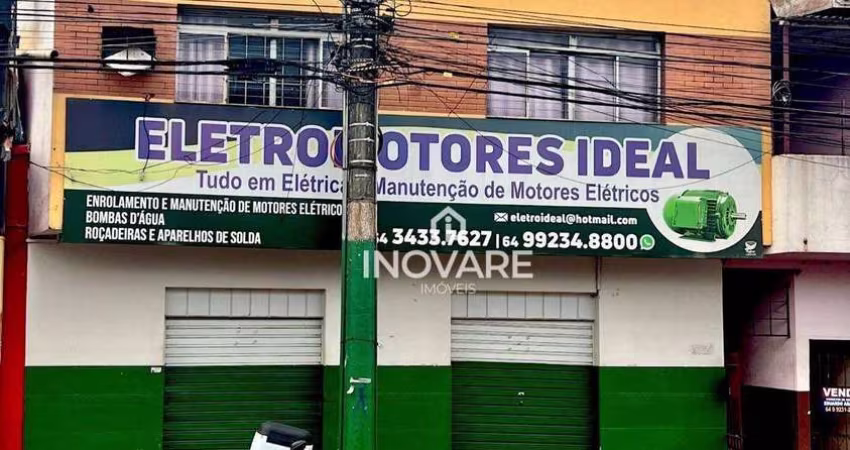 ELETROMOTORES IDEAL
Tudo em Elétrica Manutenção de Motores Elétricos
ENROLAMENTO E MANUTENÇÃO DE MOTORES ELÉTRICOS
BOMBAS D'ÁGUA
ROÇADEIRAS E APARELHOS DE SOLDA
eletroideal@hotmail.com
64 3433.7627 | 64 99234.8800
INOVARE
IMÓVEIS
VENDE